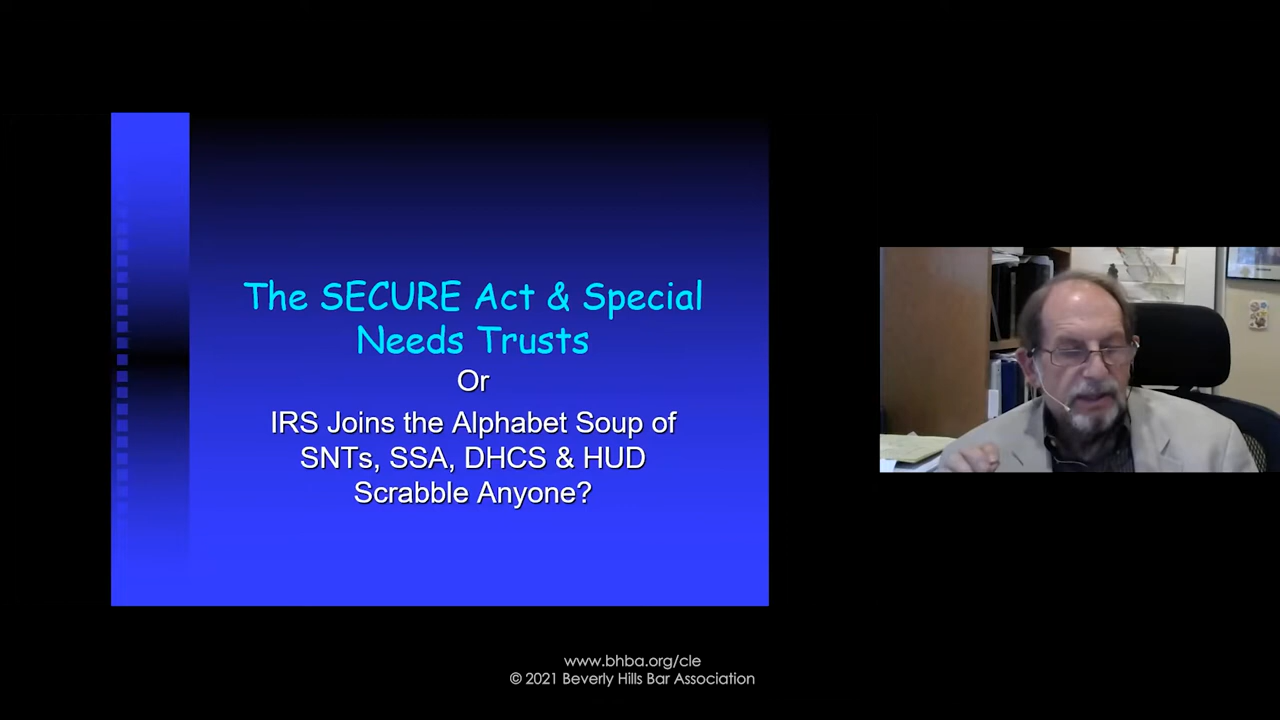 The SECURE Act & Special
Needs Trusts
Or
IRS Joins the Alphabet Soup of
SNTs, SSA, DHCS & HUD
Scrabble Anyone?
www.bhba.org/cle
© 2021 Beverly Hills Bar Association